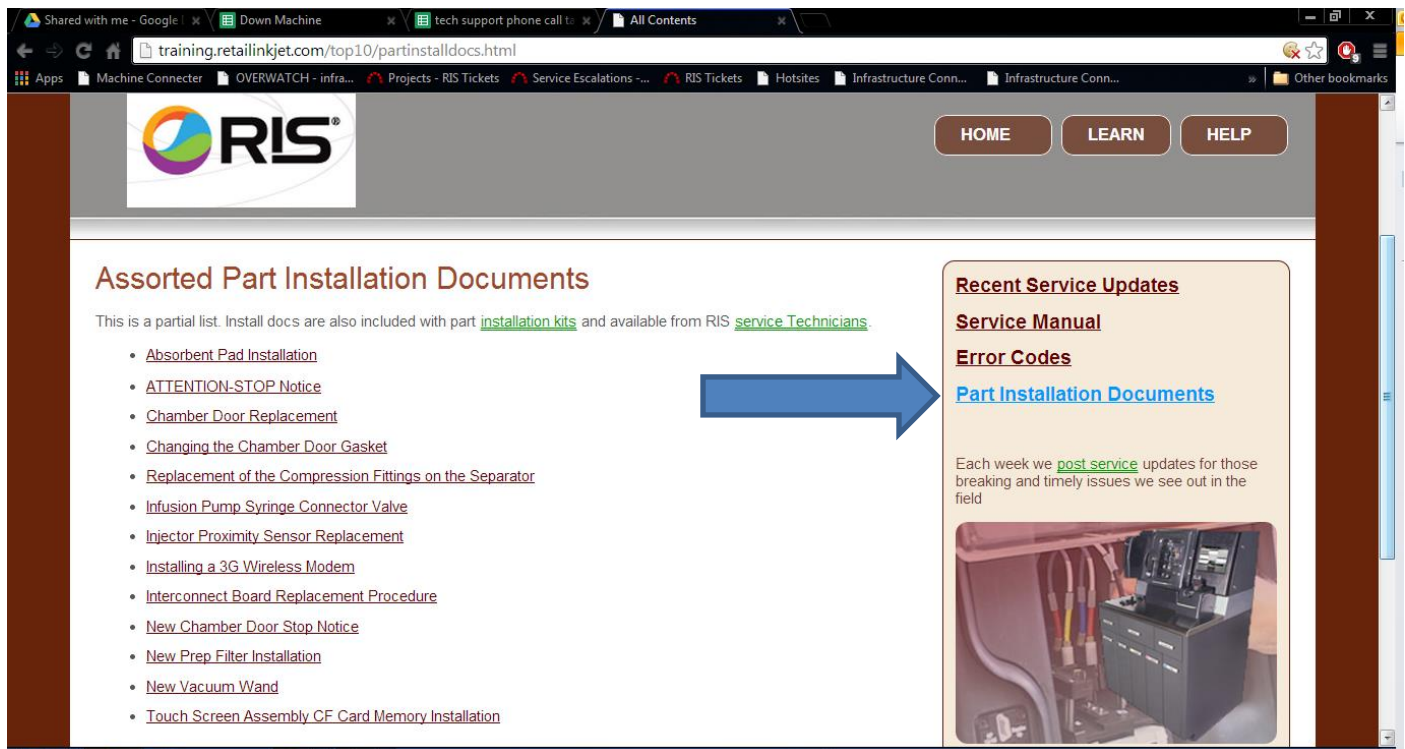 Shared with me - Google
Down Machine
tech support phone call ta
All Contents
training.retailinkjet.com/top10/partinstalldocs.html
9
Apps
Machine Connecter
OVERWATCH - infra...
Projects - RIS Tickets
Service Escalations -...
RIS Tickets
Hotsites
Infrastructure Conn...
Infrastructure Conn...
»
Other bookmarks
RIS®
HOME
LEARN
HELP
Assorted Part Installation Documents
This is a partial list. Install docs are also included with part installation kits and available from RIS service Technicians.
• Absorbent Pad Installation
• ATTENTION-STOP Notice
• Chamber Door Replacement
• Changing the Chamber Door Gasket
• Replacement of the Compression Fittings on the Separator
• Infusion Pump Syringe Connector Valve
• Injector Proximity Sensor Replacement
• Installing a 3G Wireless Modem
• Interconnect Board Replacement Procedure
• New Chamber Door Stop Notice
• New Prep Filter Installation
• New Vacuum Wand
• Touch Screen Assembly CF Card Memory Installation
Recent Service Updates
Service Manual
Error Codes
Part Installation Documents
Each week we post service updates for those
breaking and timely issues we see out in the
field